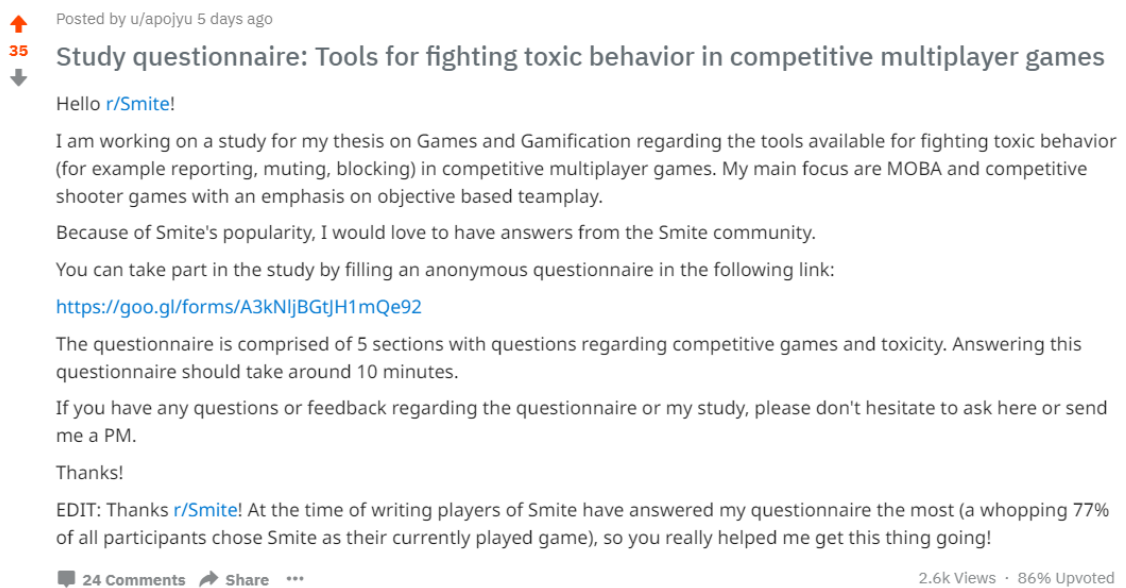 Posted by u/apojyu 5 days ago
35
Study questionnaire: Tools for fighting toxic behavior in competitive multiplayer games
Hello r/Smite!
I am working on a study for my thesis on Games and Gamification regarding the tools available for fighting toxic behavior
(for example reporting, muting, blocking) in competitive multiplayer games. My main focus are MOBA and competitive
shooter games with an emphasis on objective based teamplay.
Because of Smite's popularity, I would love to have answers from the Smite community.
You can take part in the study by filling an anonymous questionnaire in the following link:
https://goo.gl/forms/A3kNljBGtJH1mQe92
The questionnaire is comprised of 5 sections with questions regarding competitive games and toxicity. Answering this
questionnaire should take around 10 minutes.
If you have any questions or feedback regarding the questionnaire or my study, please don't hesitate to ask here or send
me a PM.
Thanks!
EDIT: Thanks r/Smite! At the time of writing players of Smite have answered my questionnaire the most (a whopping 77%
of all participants chose Smite as their currently played game), so you really helped me get this thing going!
24 Comments Share ••• 2.6k Views · 86% Upvoted